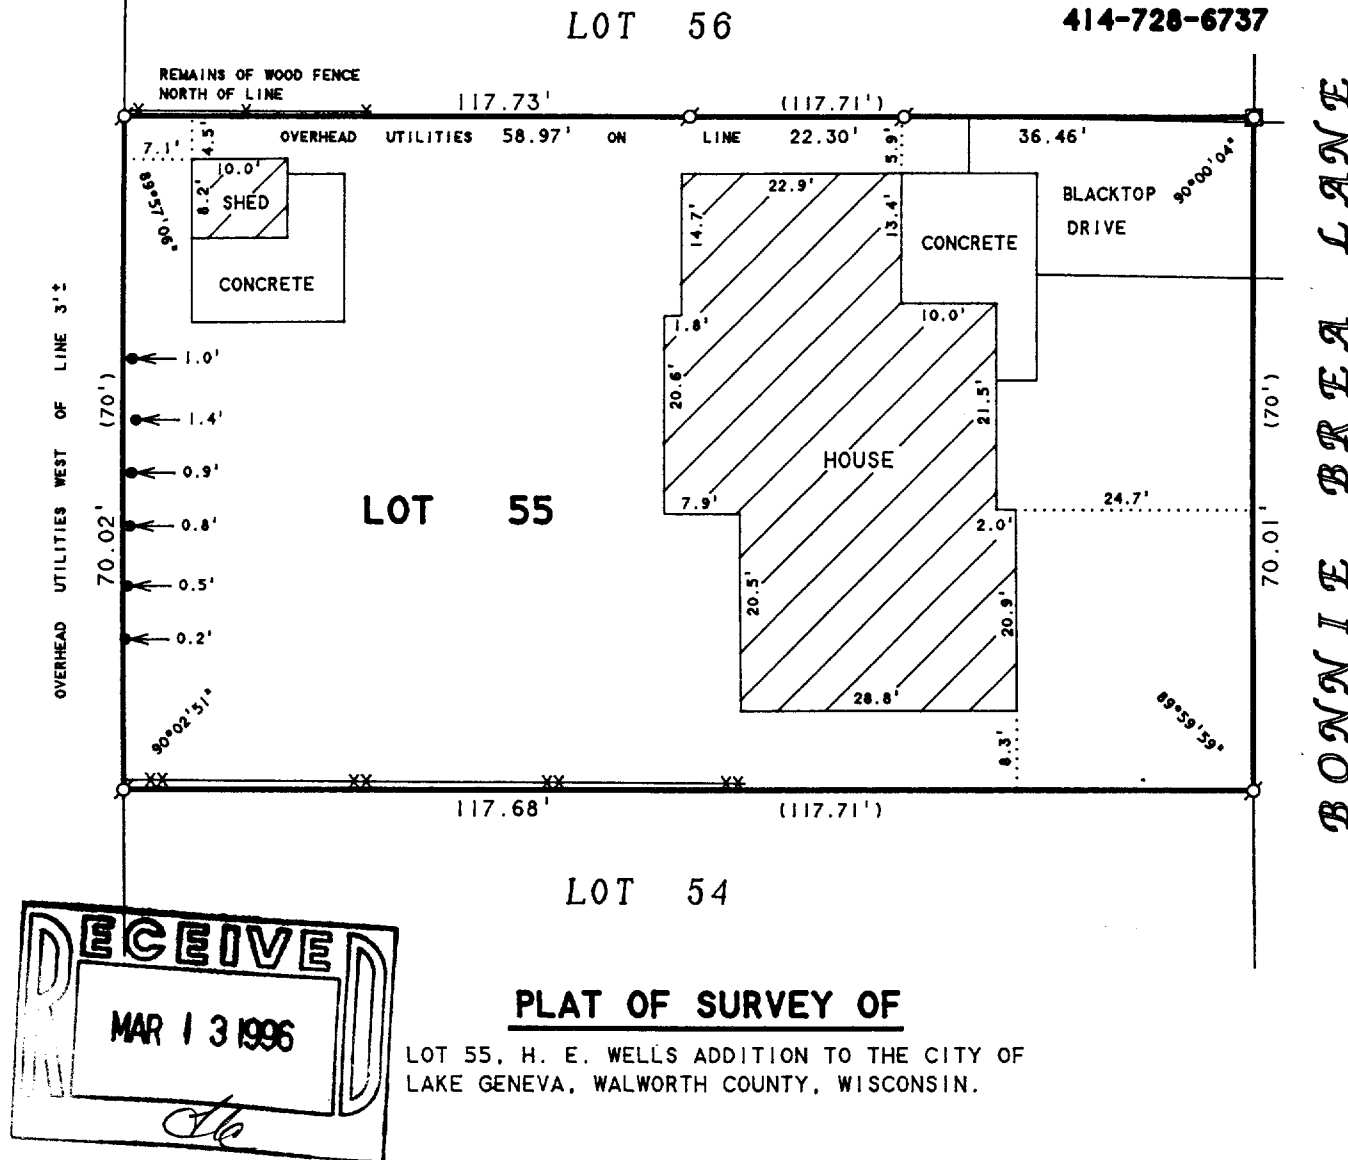 LOT 56
414-728-6737
REMAINS OF WOOD FENCE
NORTH OF LINE
117.73'
(117.71')
OVERHEAD UTILITIES 58.97' ON LINE 22.30'
36.46'
7.1'
4.5'
5.9'
10.0'
8.2'
SHED
89°57'06"
CONCRETE
22.9'
14.7'
13.4'
CONCRETE
BLACKTOP
DRIVE
90°00'04"
1.8'
10.0'
20.6'
21.5'
HOUSE
7.9'
2.0'
24.7'
20.5'
20.9'
28.8'
8.3'
OVERHEAD UTILITIES WEST OF LINE 3'±
70.02' (70')
1.0'
1.4'
0.9'
0.8'
0.5'
0.2'
LOT 55
70.01' (70')
BONNIE BREA LANE
90°02'51"
89°59'59"
117.68'
(117.71')
LOT 54
RECEIVED
MAR 13 1996
PLAT OF SURVEY OF
LOT 55, H. E. WELLS ADDITION TO THE CITY OF
LAKE GENEVA, WALWORTH COUNTY, WISCONSIN.